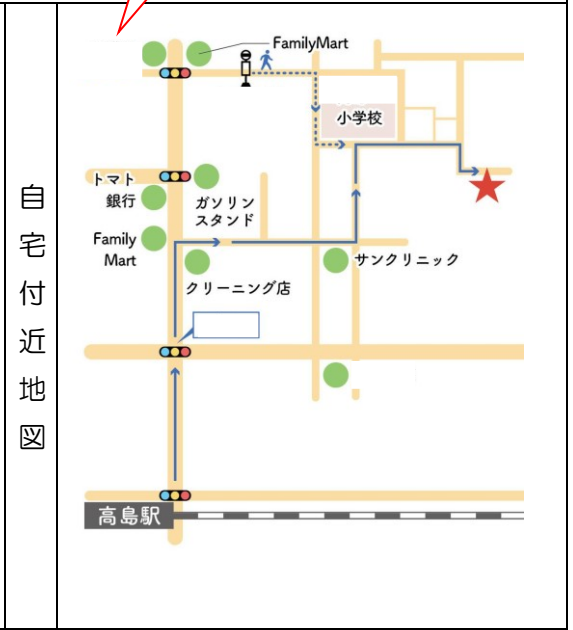 自宅付近地図
FamilyMart
小学校
トマト
銀行
ガソリン
スタンド
Family
Mart
サンクリニック
クリーニング店
高島駅